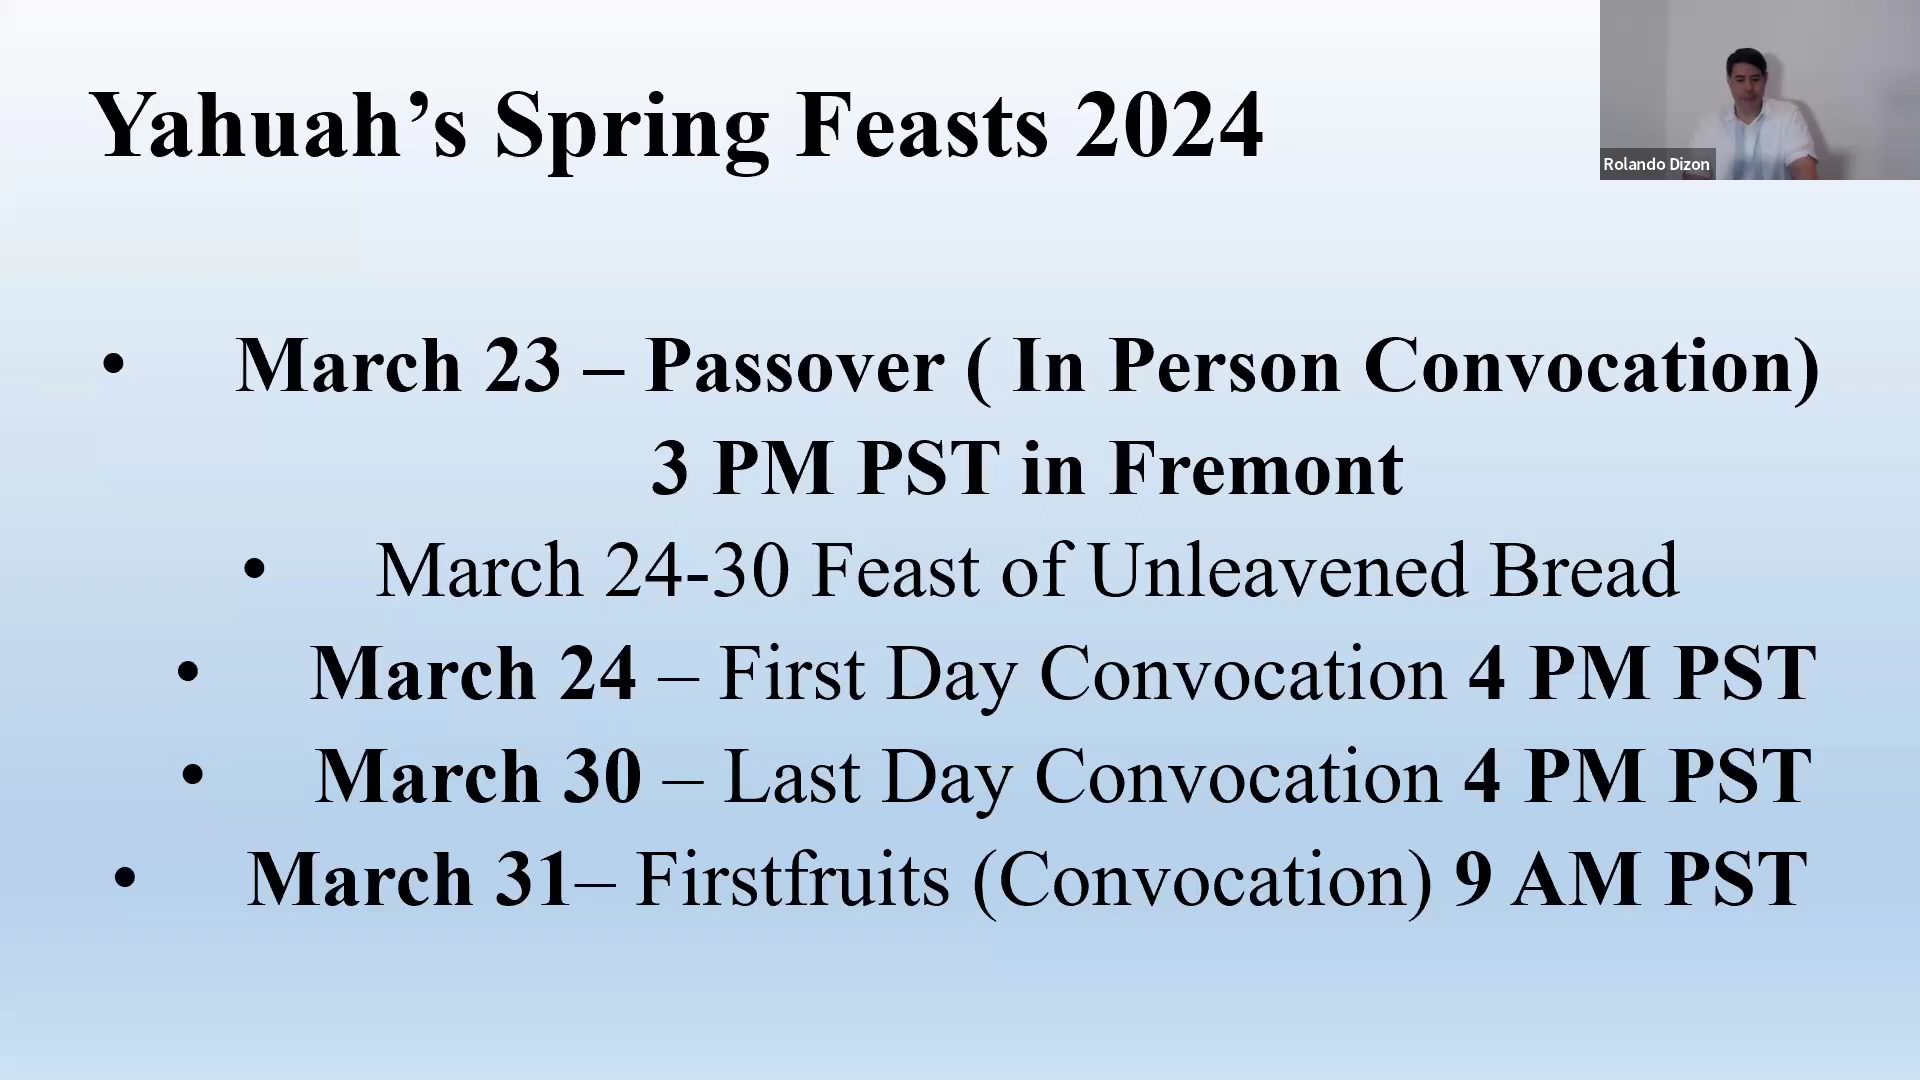 Yahuah’s Spring Feasts 2024
Rolando Dizon
• March 23 – Passover ( In Person Convocation)
3 PM PST in Fremont
• March 24-30 Feast of Unleavened Bread
• March 24 – First Day Convocation 4 PM PST
• March 30 – Last Day Convocation 4 PM PST
• March 31– Firstfruits (Convocation) 9 AM PST